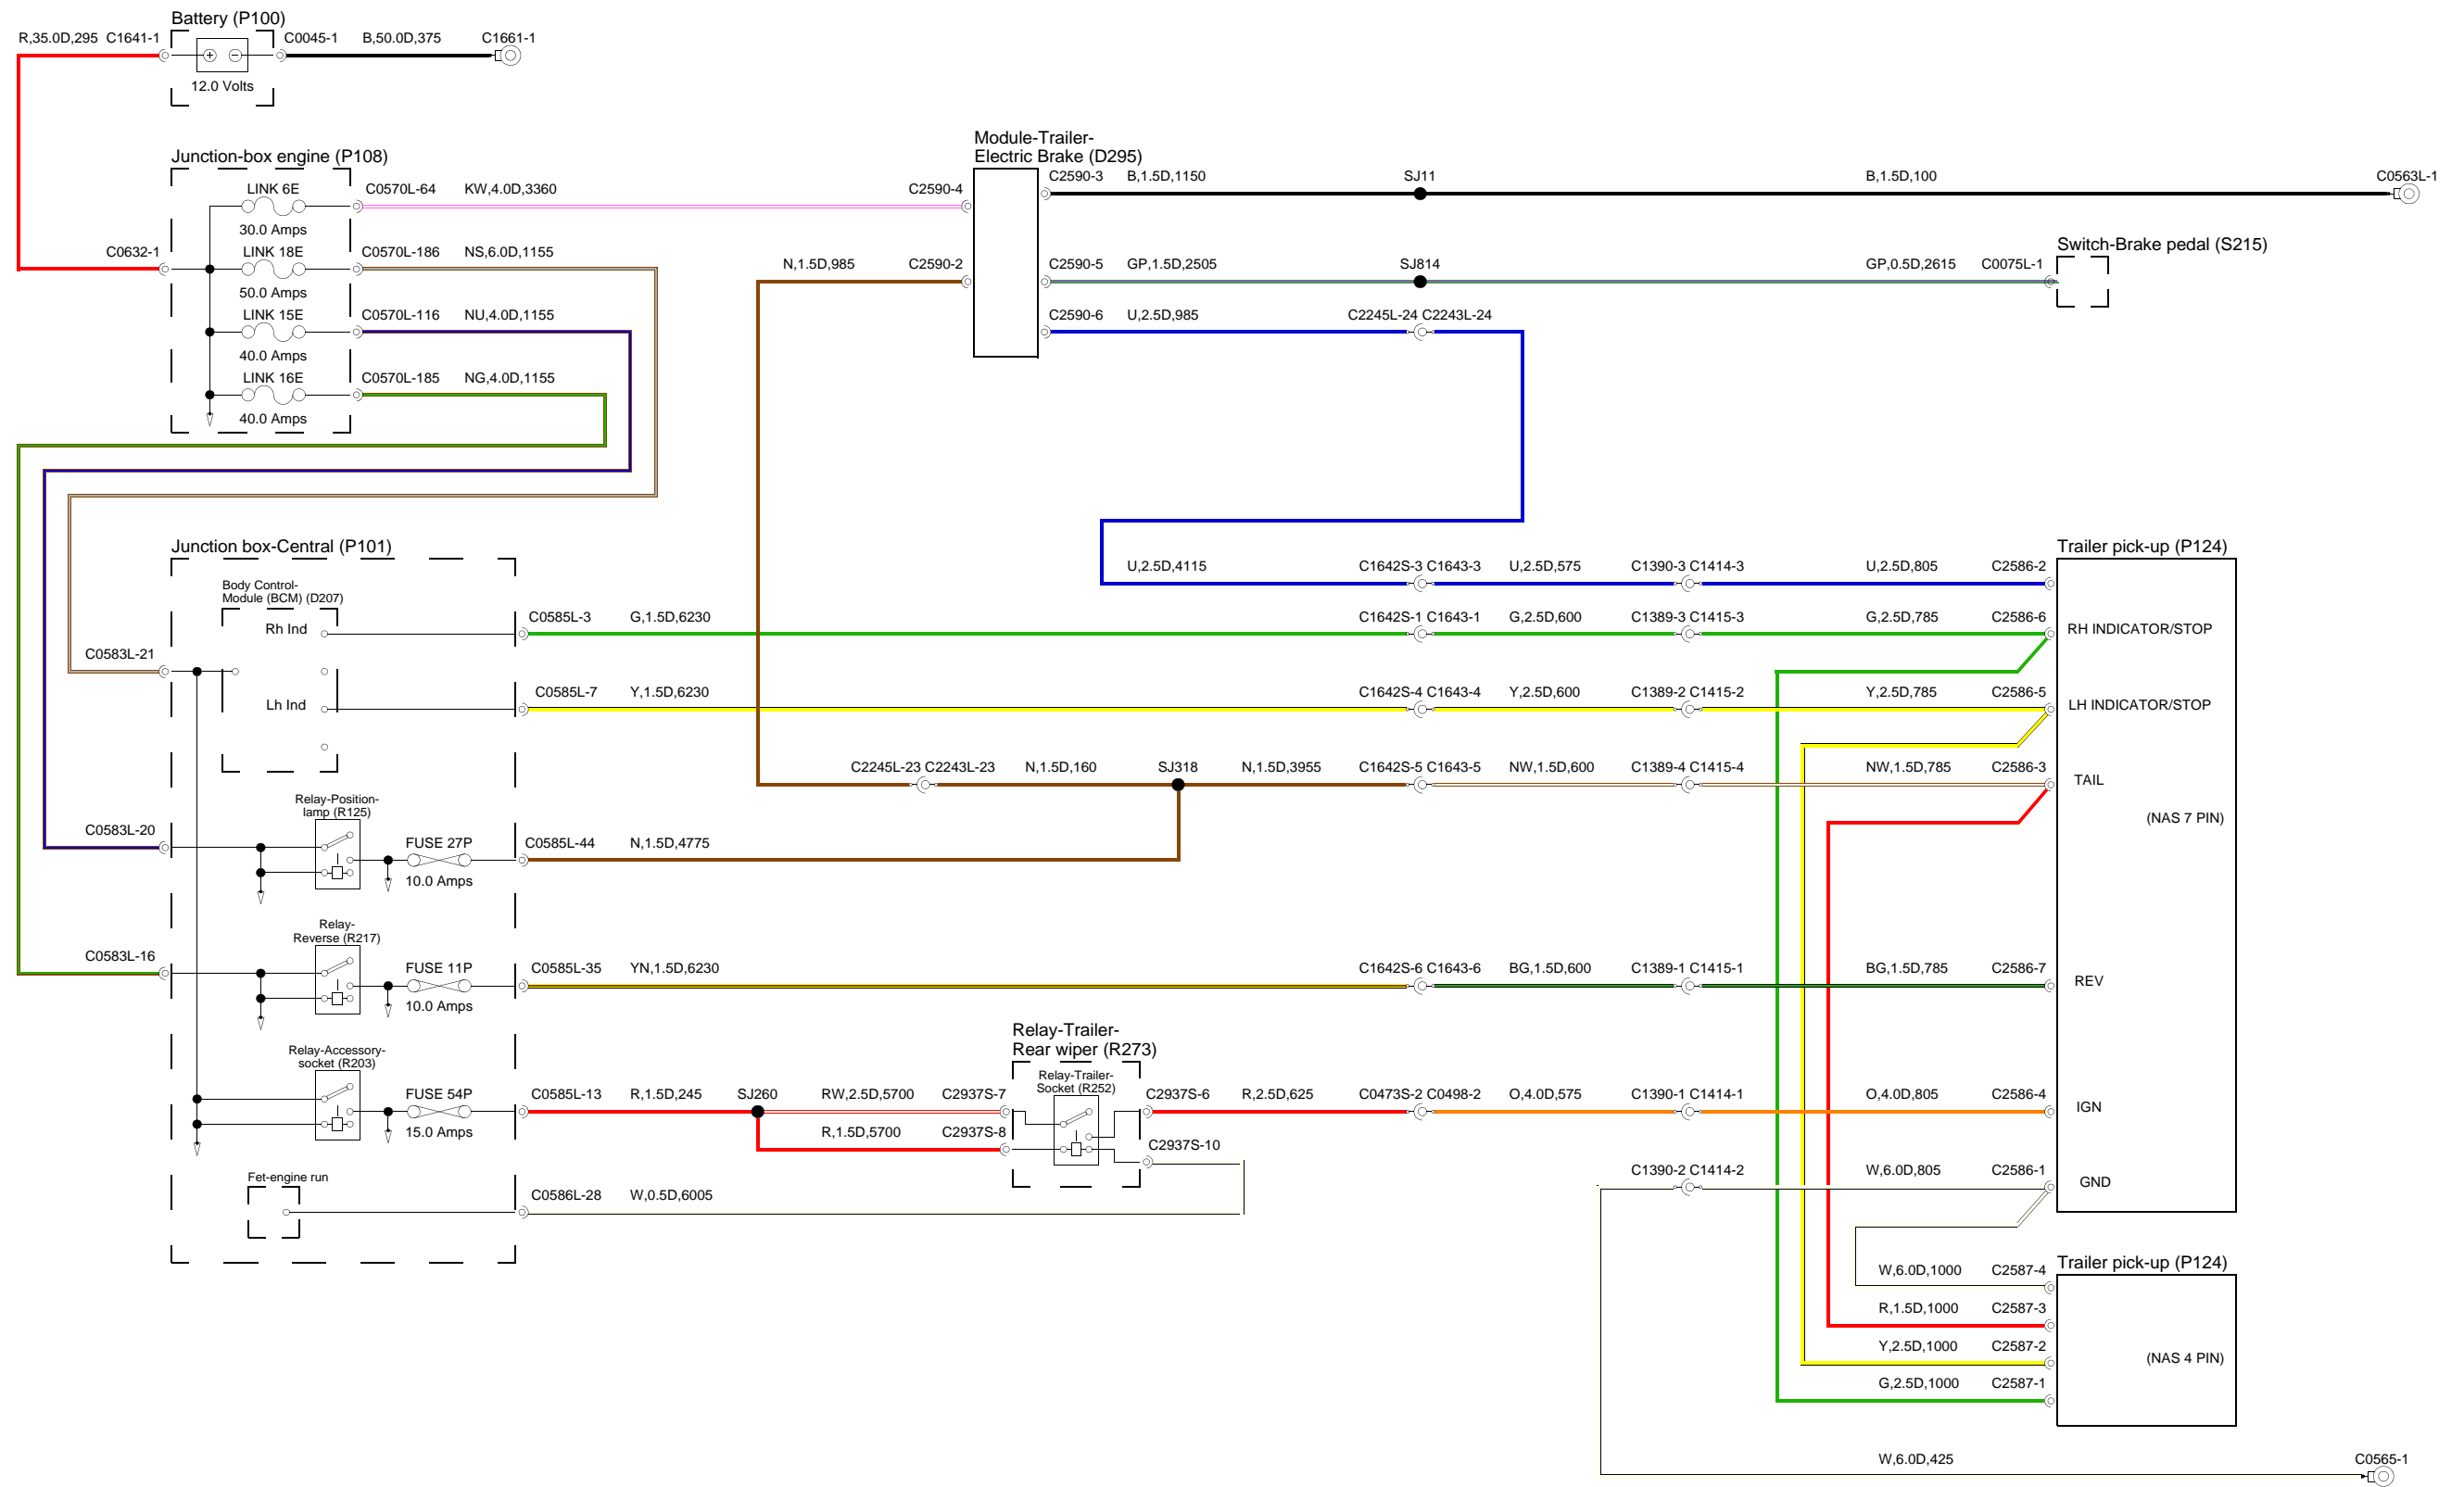 Battery (P100)
R,35.0D,295 C1641-1
C0045-1 B,50.0D,375 C1661-1
12.0 Volts
Module-Trailer-
Electric Brake (D295)
Junction-box engine (P108)
LINK 6E
C0570L-64 KW,4.0D,3360
30.0 Amps
C0632-1
LINK 18E
C0570L-186 NS,6.0D,1155
50.0 Amps
LINK 15E
C0570L-116 NU,4.0D,1155
40.0 Amps
LINK 16E
C0570L-185 NG,4.0D,1155
40.0 Amps
C2590-4
C2590-3 B,1.5D,1150 SJ11 B,1.5D,100 C0563L-1
Switch-Brake pedal (S215)
N,1.5D,985 C2590-2
C2590-5 GP,1.5D,2505 SJ814 GP,0.5D,2615 C0075L-1
C2590-6 U,2.5D,985 C2245L-24 C2243L-24
Junction box-Central (P101)
Trailer pick-up (P124)
U,2.5D,4115 C1642S-3 C1643-3 U,2.5D,575 C1390-3 C1414-3 U,2.5D,805 C2586-2
Body Control-
Module (BCM) (D207)
Rh Ind
C0585L-3 G,1.5D,6230 C1642S-1 C1643-1 G,2.5D,600 C1389-3 C1415-3 G,2.5D,785 C2586-6
RH INDICATOR/STOP
C0583L-21
Lh Ind
C0585L-7 Y,1.5D,6230 C1642S-4 C1643-4 Y,2.5D,600 C1389-2 C1415-2 Y,2.5D,785 C2586-5
LH INDICATOR/STOP
C2245L-23 C2243L-23 N,1.5D,160 SJ318 N,1.5D,3955 C1642S-5 C1643-5 NW,1.5D,600 C1389-4 C1415-4 NW,1.5D,785 C2586-3
TAIL
(NAS 7 PIN)
Relay-Position-
lamp (R125)
C0583L-20
FUSE 27P
C0585L-44 N,1.5D,4775
10.0 Amps
Relay-
Reverse (R217)
C0583L-16
FUSE 11P
C0585L-35 YN,1.5D,6230 C1642S-6 C1643-6 BG,1.5D,600 C1389-1 C1415-1 BG,1.5D,785 C2586-7
REV
10.0 Amps
Relay-Trailer-
Rear wiper (R273)
Relay-Accessory-
socket (R203)
Relay-Trailer-
Socket (R252)
FUSE 54P
C0585L-13 R,1.5D,245 SJ260 RW,2.5D,5700 C2937S-7
C2937S-6 R,2.5D,625 C0473S-2 C0498-2 O,4.0D,575 C1390-1 C1414-1 O,4.0D,805 C2586-4
IGN
15.0 Amps
R,1.5D,5700 C2937S-8
C2937S-10
C1390-2 C1414-2 W,6.0D,805 C2586-1
GND
Fet-engine run
C0586L-28 W,0.5D,6005
Trailer pick-up (P124)
W,6.0D,1000 C2587-4
R,1.5D,1000 C2587-3
Y,2.5D,1000 C2587-2
(NAS 4 PIN)
G,2.5D,1000 C2587-1
W,6.0D,425 C0565-1